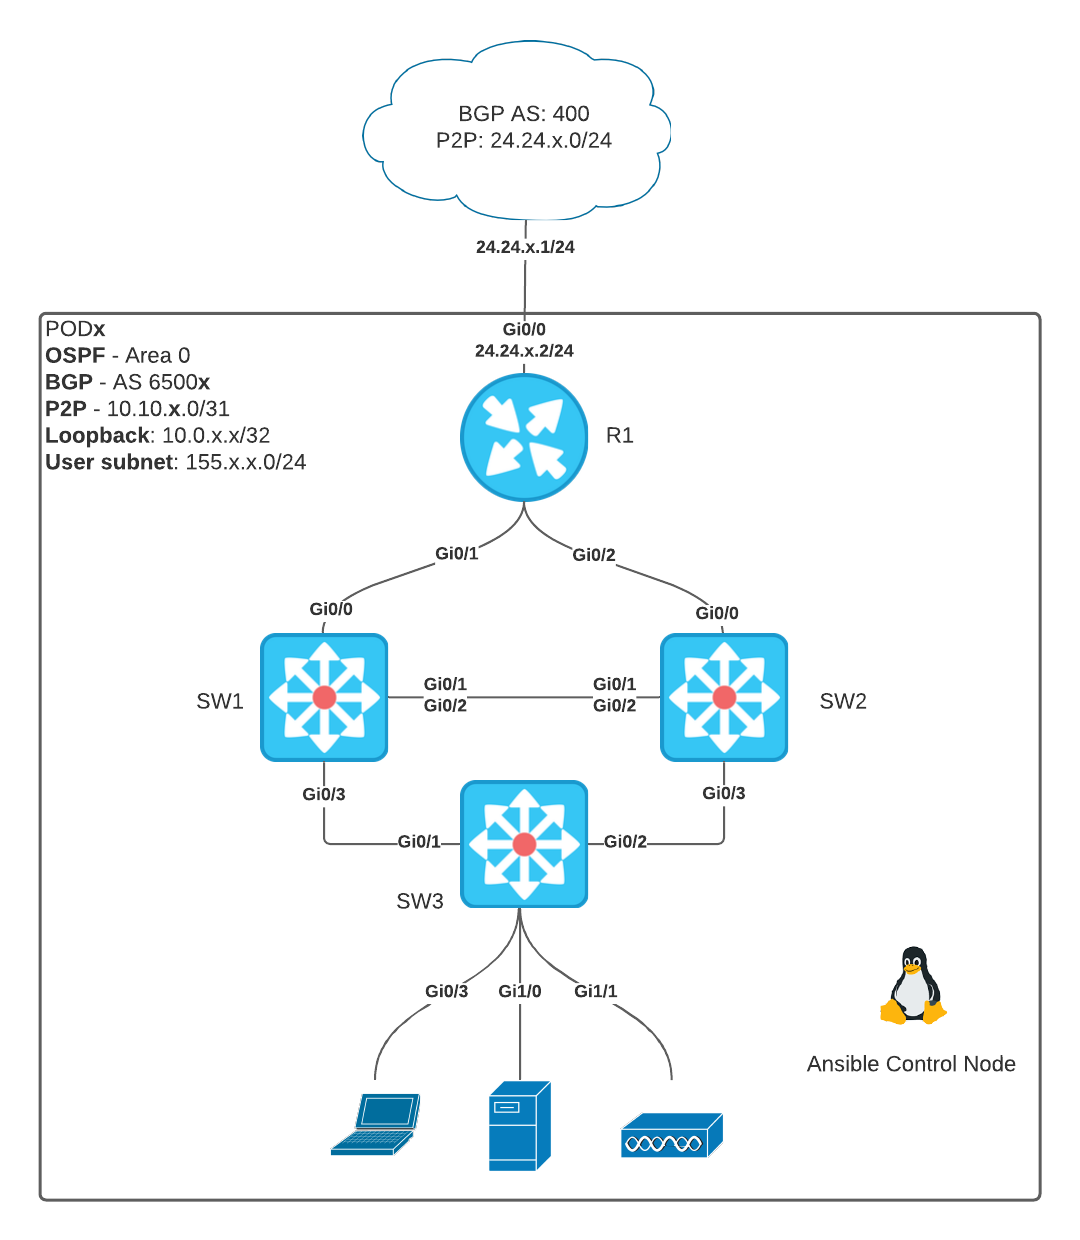 BGP AS: 400
P2P: 24.24.x.0/24
24.24.x.1/24
PODx
OSPF - Area 0
BGP - AS 6500x
P2P - 10.10.x.0/31
Loopback: 10.0.x.x/32
User subnet: 155.x.x.0/24
Gi0/0
24.24.x.2/24
R1
Gi0/1
Gi0/2
Gi0/0
Gi0/0
SW1
Gi0/1
Gi0/2
Gi0/1
Gi0/2
SW2
Gi0/3
Gi0/3
Gi0/1
Gi0/2
SW3
Gi0/3
Gi1/0
Gi1/1
Ansible Control Node